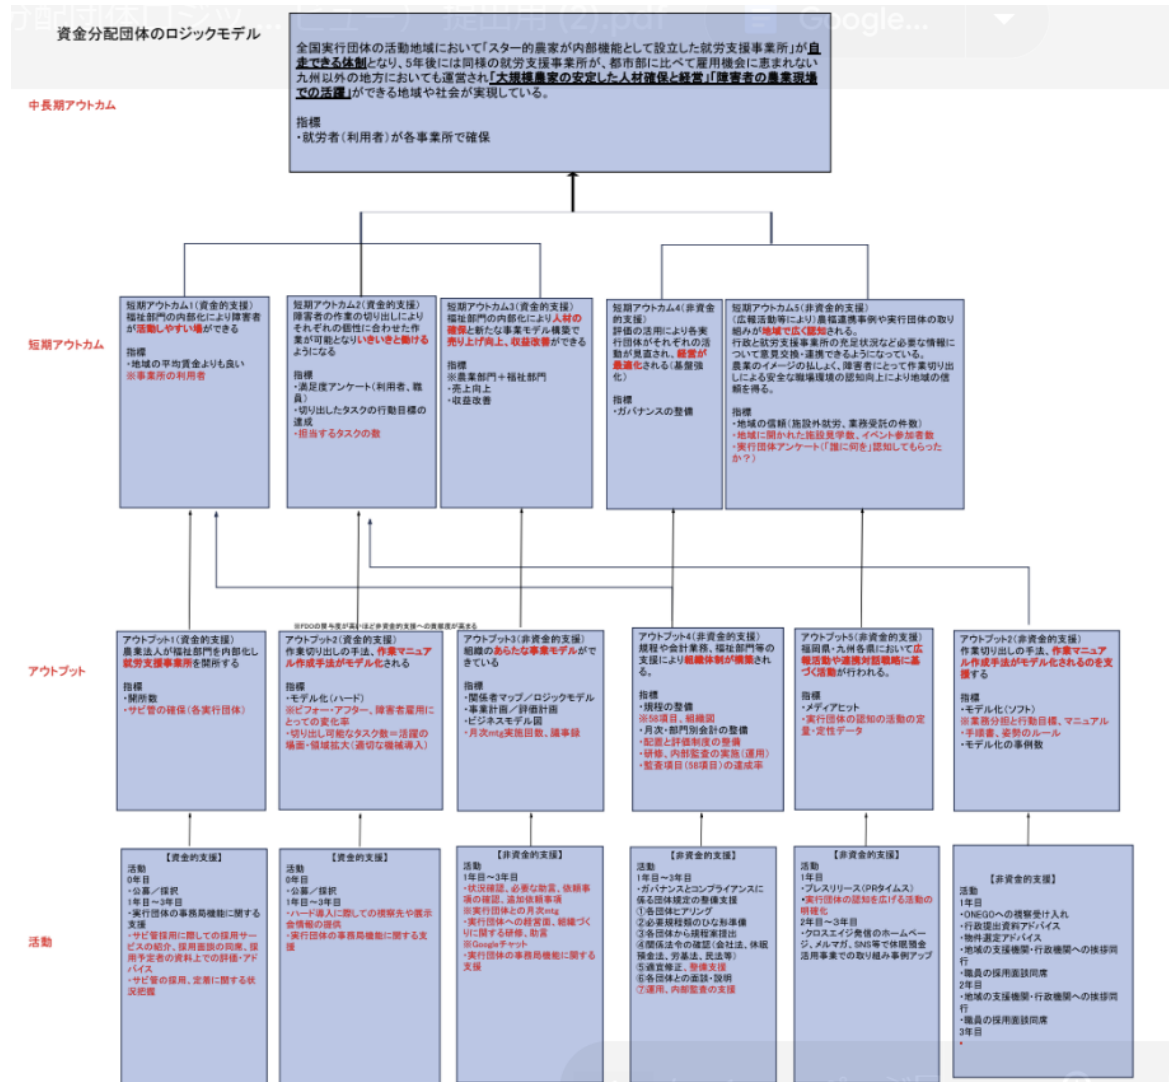 資金分配団体のロジックモデル
全国実行団体の活動地域において「スター的農家が内部機能として設立した就労支援事業所」が自
走できる体制となり、5年後には同様の就労支援事業所が、都市部に比べて雇用機会に恵まれない
九州以外の地方においても運営され「大規模農家の安定した人材確保と経営」「障害者の農業現場
での活躍」ができる地域や社会が実現している。
指標
・就労者(利用者)が各事業所で確保
中長期アウトカム
短期アウトカム
短期アウトカム1(資金的支援)
福祉部門の内部化により障害者
が活動しやすい場ができる
指標
・地域の平均賃金よりも良い
※事業所の利用者
短期アウトカム2(資金的支援)
障害者の作業の切り出しにより
それぞれの個性に合わせた作
業が可能となりいきいきと働ける
ようになる
指標
・満足度アンケート(利用者、職
員)
・切り出したタスクの行動目標の
達成
・担当するタスクの数
短期アウトカム3(資金的支援)
福祉部門の内部化により人材の
確保と新たな事業モデル構築で
売り上げ向上、収益改善ができる
指標
※農業部門+福祉部門
・売上向上
・収益改善
短期アウトカム4(非資金
的支援)
評価の活用により各実
行団体がそれぞれの活
動が見直され、経営が
最適化される(基盤強
化)
指標
・ガバナンスの整備
短期アウトカム5(非資金的支援)
(広報活動等により)農福連携事例や実行団体の取り
組みが地域で広く認知される。
行政と就労支援事業所の充足状況など必要な情報に
ついて意見交換・連携できるようになっている。
農業のイメージの払しよく、障害者にとって作業切り出
しによる安全な職場環境の認知向上により地域の信
頼を得る。
指標
・地域の信頼(施設外就労、業務受託の件数)
・地域に開かれた施設見学数、イベント参加者数
・実行団体アンケート(「誰に何を」認知してもらった
か?)
アウトプット
※FDOの関与度が高いほど非資金的支援への貢献度が高まる
アウトプット1(資金的支援)
農業法人が福祉部門を内部化し
就労支援事業所を開所する
指標
・開所数
・サビ管の確保(各実行団体)
アウトプット2(資金的支援)
作業切り出しの手法、作業マニュア
ル作成手法がモデル化される
指標
・モデル化(ハード)
※ビフォー・アフター、障害者雇用に
とっての変化率
・切り出し可能なタスク数=活躍の
場面・領域拡大(適切な機械導入)
アウトプット3(非資金的支援)
組織のあらたな事業モデルがで
きている
指標
・関係者マップ/ロジックモデル
・事業計画/評価計画
・ビジネスモデル図
・月次mtg実施回数、議事録
アウトプット4(非資金的支援)
規程や会計業務、福祉部門等の
支援により組織体制が構築され
る。
指標
・規程の整備
※58項目、組織図
・月次・部門別会計の整備
・配置と評価制度の整備
・研修、内部監査の実施(運用)
・監査項目(58項目)の達成率
アウトプット5(非資金的支援)
福岡県・九州各県において広
報活動や連携対話戦略に基
づく活動が行われる。
指標
・メディアヒット
・実行団体の認知の活動の定
量・定性データ
アウトプット2(非資金的支援)
作業切り出しの手法、作業マニュア
ル作成手法がモデル化されるのを支
援する
指標
・モデル化(ソフト)
※業務分担と行動目標、マニュアル
・手順書、姿勢のルール
・モデル化の事例数
活動
【資金的支援】
活動
0年目
・公募/採択
1年目~3年目
・実行団体の事務局機能に関する
支援
・サビ管採用に際しての採用サー
ビスの紹介、採用面談の同席、採
用予定者の資料上での評価・アド
バイス
・サビ管の採用、定着に関する状
況把握
【資金的支援】
活動
0年目
・公募/採択
1年目~3年目
・ハード導入に際しての視察先や展示
会情報の提供
・実行団体の事務局機能に関する支
援
【非資金的支援】
活動
1年目~3年目
・状況確認、必要な助言、依頼事
項の確認、追加依頼事項
※実行団体との月次mtg
・実行団体への経営面、組織づく
りに関する研修、助言
※Googleチャット
・実行団体の事務局機能に関する
支援
【非資金的支援】
活動
1年目~3年目
・ガバナンスとコンプライアンスに
係る団体規定の整備支援
①各団体ヒアリング
②必要規程類のひな形準備
③各団体から規程案提出
④関係法令の確認(会社法、休眠
預金法、労基法、民法等)
⑤適宜修正、整備支援
⑥各団体との面談・説明
⑦運用、内部監査の支援
【非資金的支援】
活動
1年目
・プレスリリース(PRタイムス)
・実行団体の認知を広げる活動の
明確化
2年目~3年目
・クロスエイジ発信のホームペー
ジ、メルマガ、SNS等で休眠預金
活用事業での取り組み事例アップ
【非資金的支援】
活動
1年目
・ONEGOへの視察受け入れ
・行政提出資料アドバイス
・物件選定アドバイス
・地域の支援機関・行政機関への挨拶同
行
・職員の採用面談同席
2年目
・地域の支援機関・行政機関への挨拶同
行
・職員の採用面談同席
3年目
・